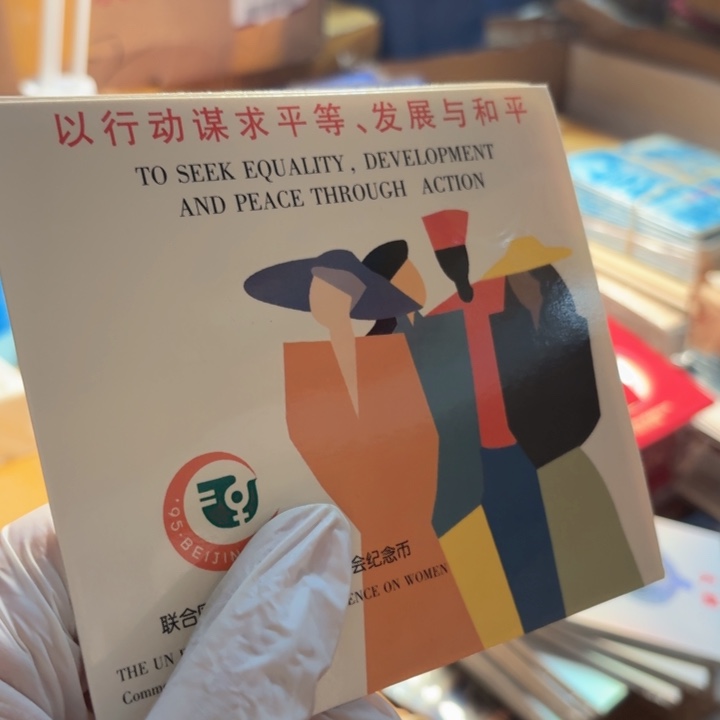 以行动谋求平等、发展与和平
TO SEEK EQUALITY, DEVELOPMENT
AND PEACE THROUGH ACTION
'95·BEIJIN
联合 会纪念币
THE UN ENCE ON WOMEN
Comm